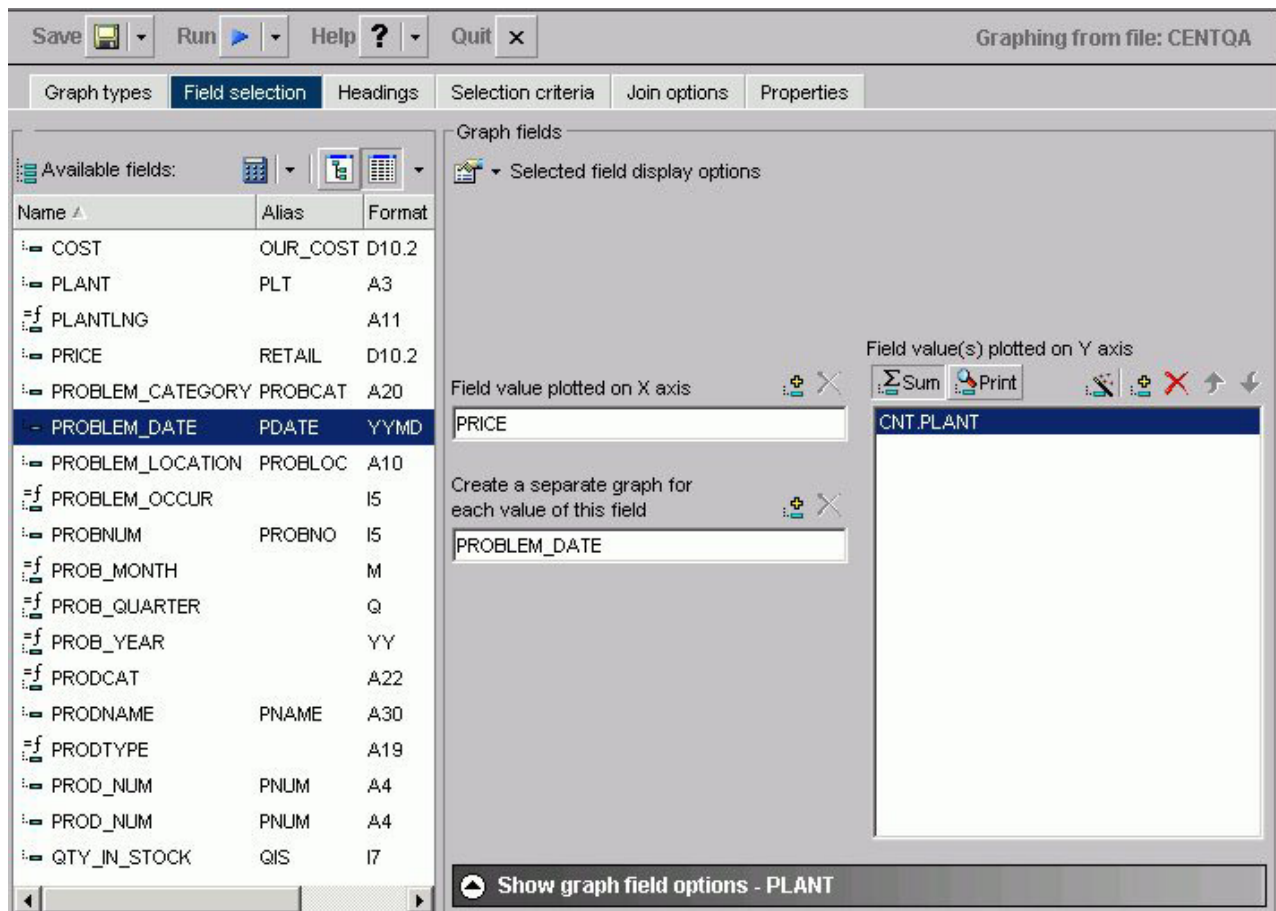 Save Run Help ? Quit x Graphing from file: CENTQA
Graph types Field selection Headings Selection criteria Join options Properties
Available fields:
Name Alias Format
COST OUR_COST D10.2
PLANT PLT A3
PLANTLNG A11
PRICE RETAIL D10.2
PROBLEM_CATEGORY PROBCAT A20
PROBLEM_DATE PDATE YYMD
PROBLEM_LOCATION PROBLOC A10
PROBLEM_OCCUR I5
PROBNUM PROBNO I5
PROB_MONTH M
PROB_QUARTER Q
PROB_YEAR YY
PRODCAT A22
PRODNAME PNAME A30
PRODTYPE A19
PROD_NUM PNUM A4
PROD_NUM PNUM A4
QTY_IN_STOCK QIS I7
Graph fields
Selected field display options
Field value plotted on X axis
PRICE
Create a separate graph for
each value of this field
PROBLEM_DATE
Field value(s) plotted on Y axis
Σ Sum Print
CNT.PLANT
Show graph field options - PLANT